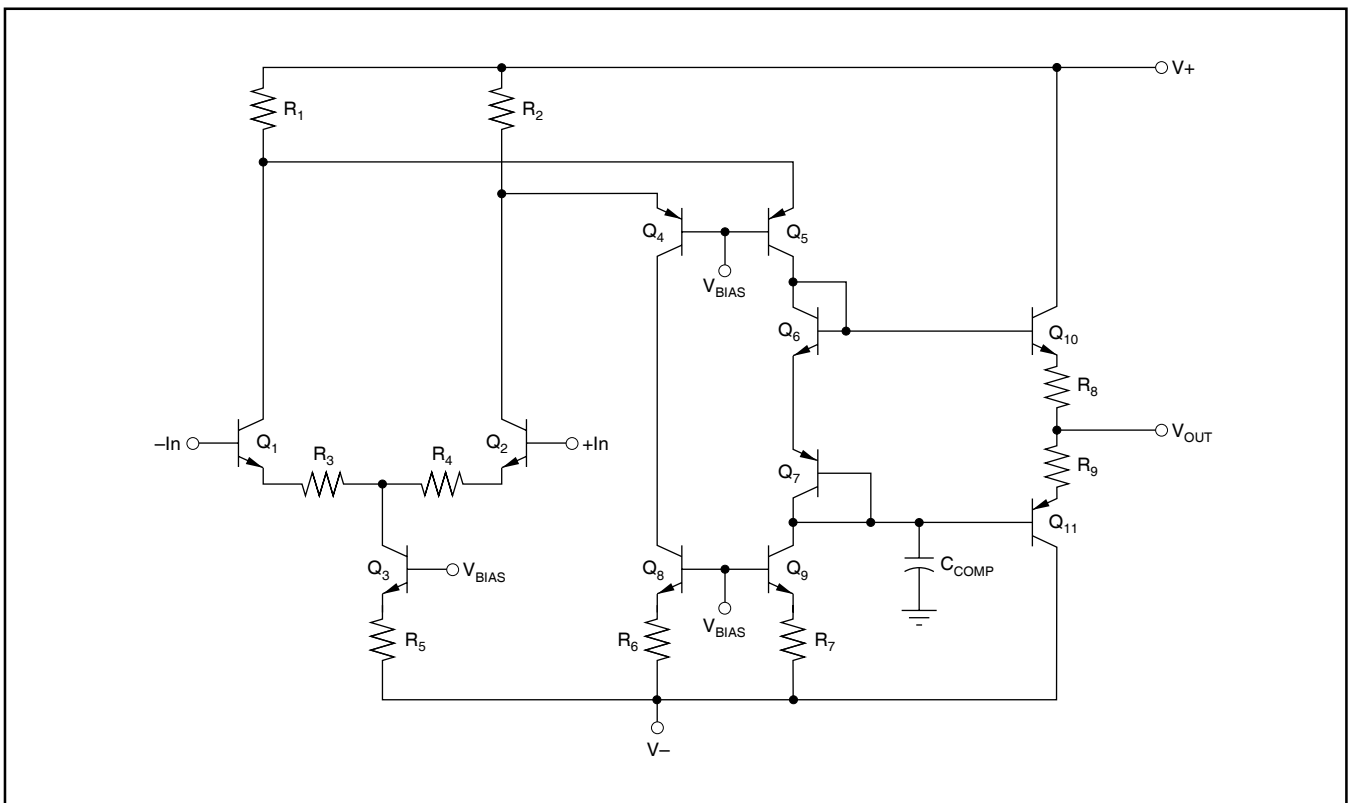 V+
R1
R2
Q4
Q5
VBIAS
Q6
Q10
R8
–In
Q1
Q2
+In
VOUT
R3
R4
Q7
R9
Q11
Q3
VBIAS
Q8
Q9
CCOMP
VBIAS
R5
R6
R7
V–